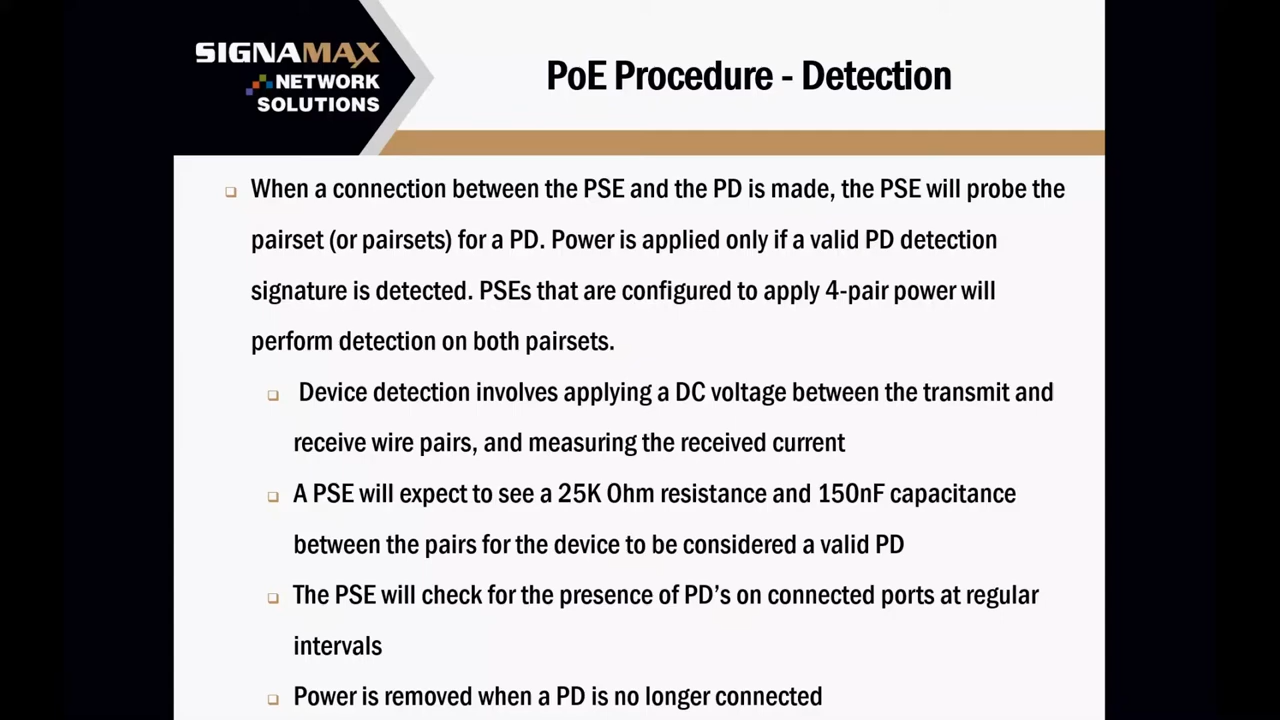 SIGNAMAX
NETWORK
SOLUTIONS
PoE Procedure - Detection
When a connection between the PSE and the PD is made, the PSE will probe the
pairset (or pairsets) for a PD. Power is applied only if a valid PD detection
signature is detected. PSEs that are configured to apply 4-pair power will
perform detection on both pairsets.
Device detection involves applying a DC voltage between the transmit and
receive wire pairs, and measuring the received current
A PSE will expect to see a 25K Ohm resistance and 150nF capacitance
between the pairs for the device to be considered a valid PD
The PSE will check for the presence of PD's on connected ports at regular
intervals
Power is removed when a PD is no longer connected